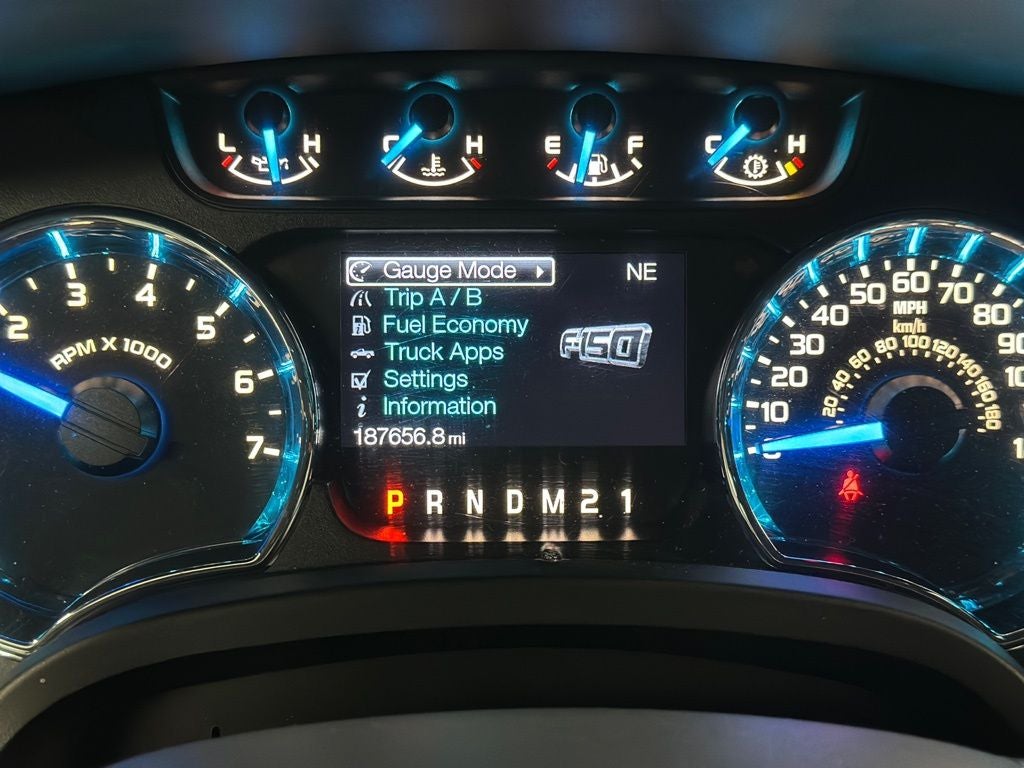 L H
C H
E F
C H
2 3 4 5 6 7
RPM X 1000
Gauge Mode
NE
Trip A / B
Fuel Economy
Truck Apps
Settings
i Information
F150
187656.8 mi
P R N D M 2 1
0 10 20 30 40 50 60 70 80 90
MPH
km/h
20 40 60 80 100 120 140 160 180